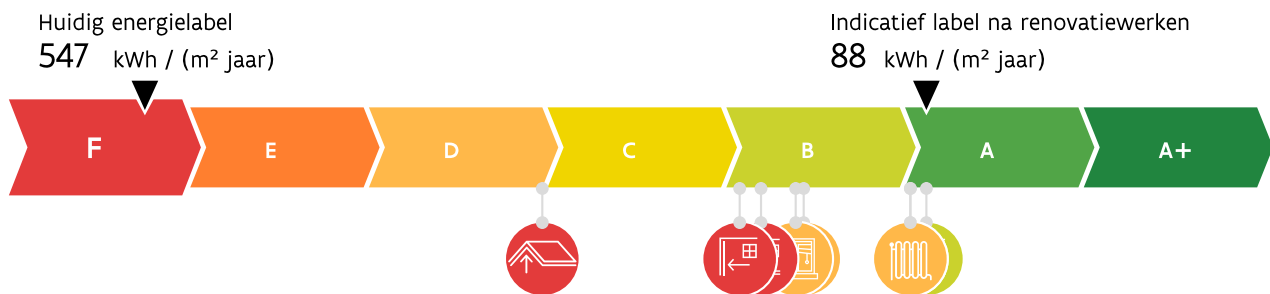 Huidig energielabel
547 kWh / (m² jaar)
Indicatief label na renovatiewerken
88 kWh / (m² jaar)
F E D C B A A+